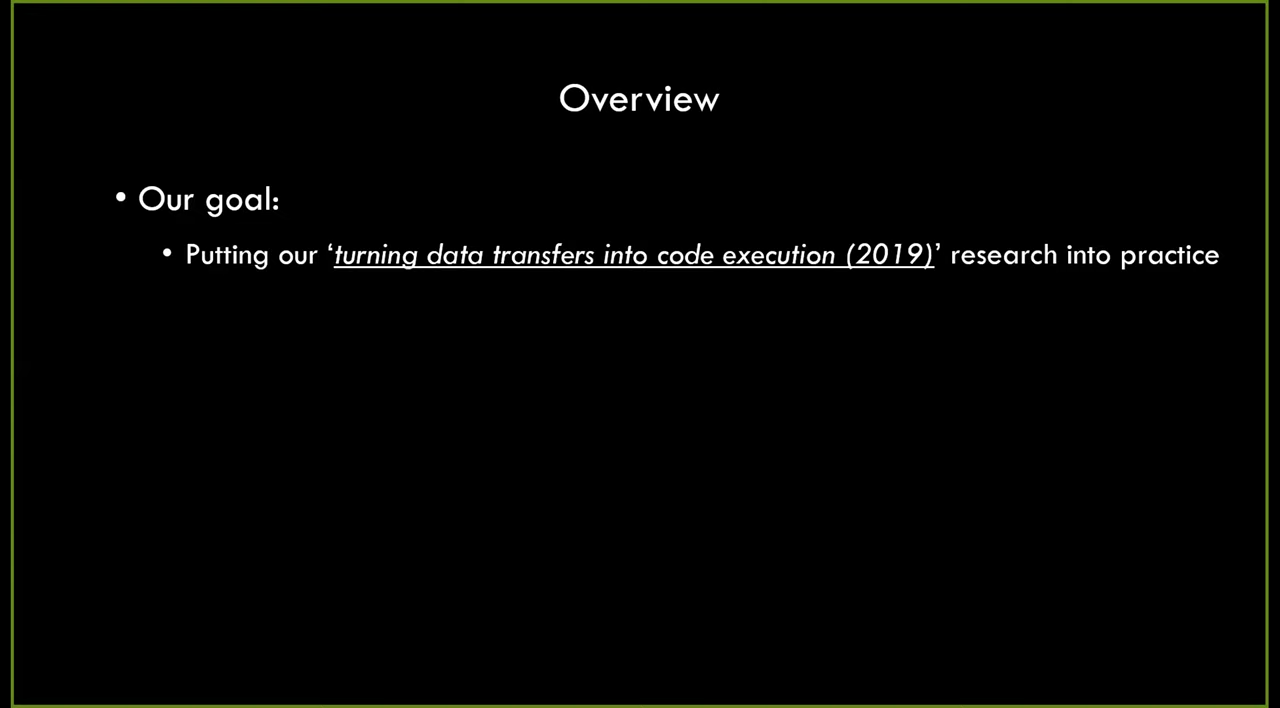 Overview
• Our goal:
• Putting our ‘turning data transfers into code execution (2019)’ research into practice